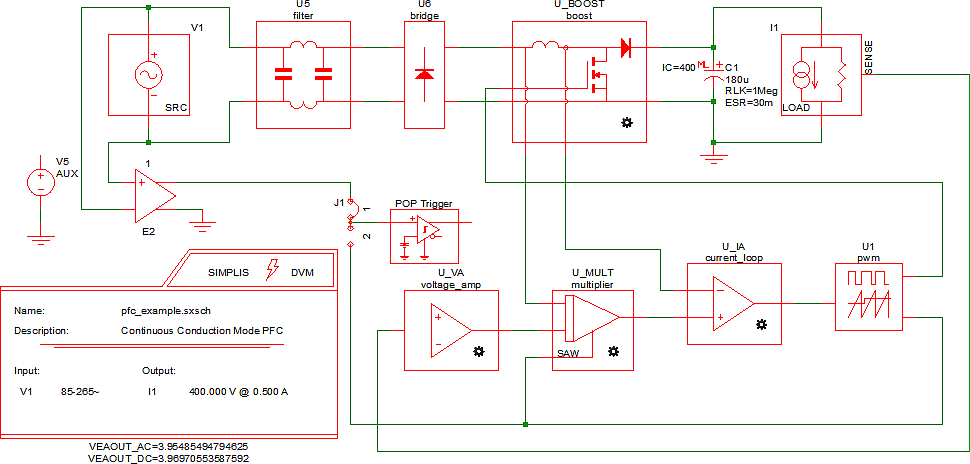 U5
filter
U6
bridge
U_BOOST
boost
V1
SRC
I1
SENSE
LOAD
IC=400
C1
180u
RLK=1Meg
ESR=30m
V5
AUX
1
E2
J1
1
2
POP Trigger
U_VA
voltage_amp
U_MULT
multiplier
SAW
U_IA
current_loop
U1
pwm
SIMPLIS DVM
Name: pfc_example.sxsch
Description: Continuous Conduction Mode PFC
Input: Output:
V1 85-265~ I1 400.000 V @ 0.500 A
VEAOUT_AC=3.95485494794625
VEAOUT_DC=3.96970553587592